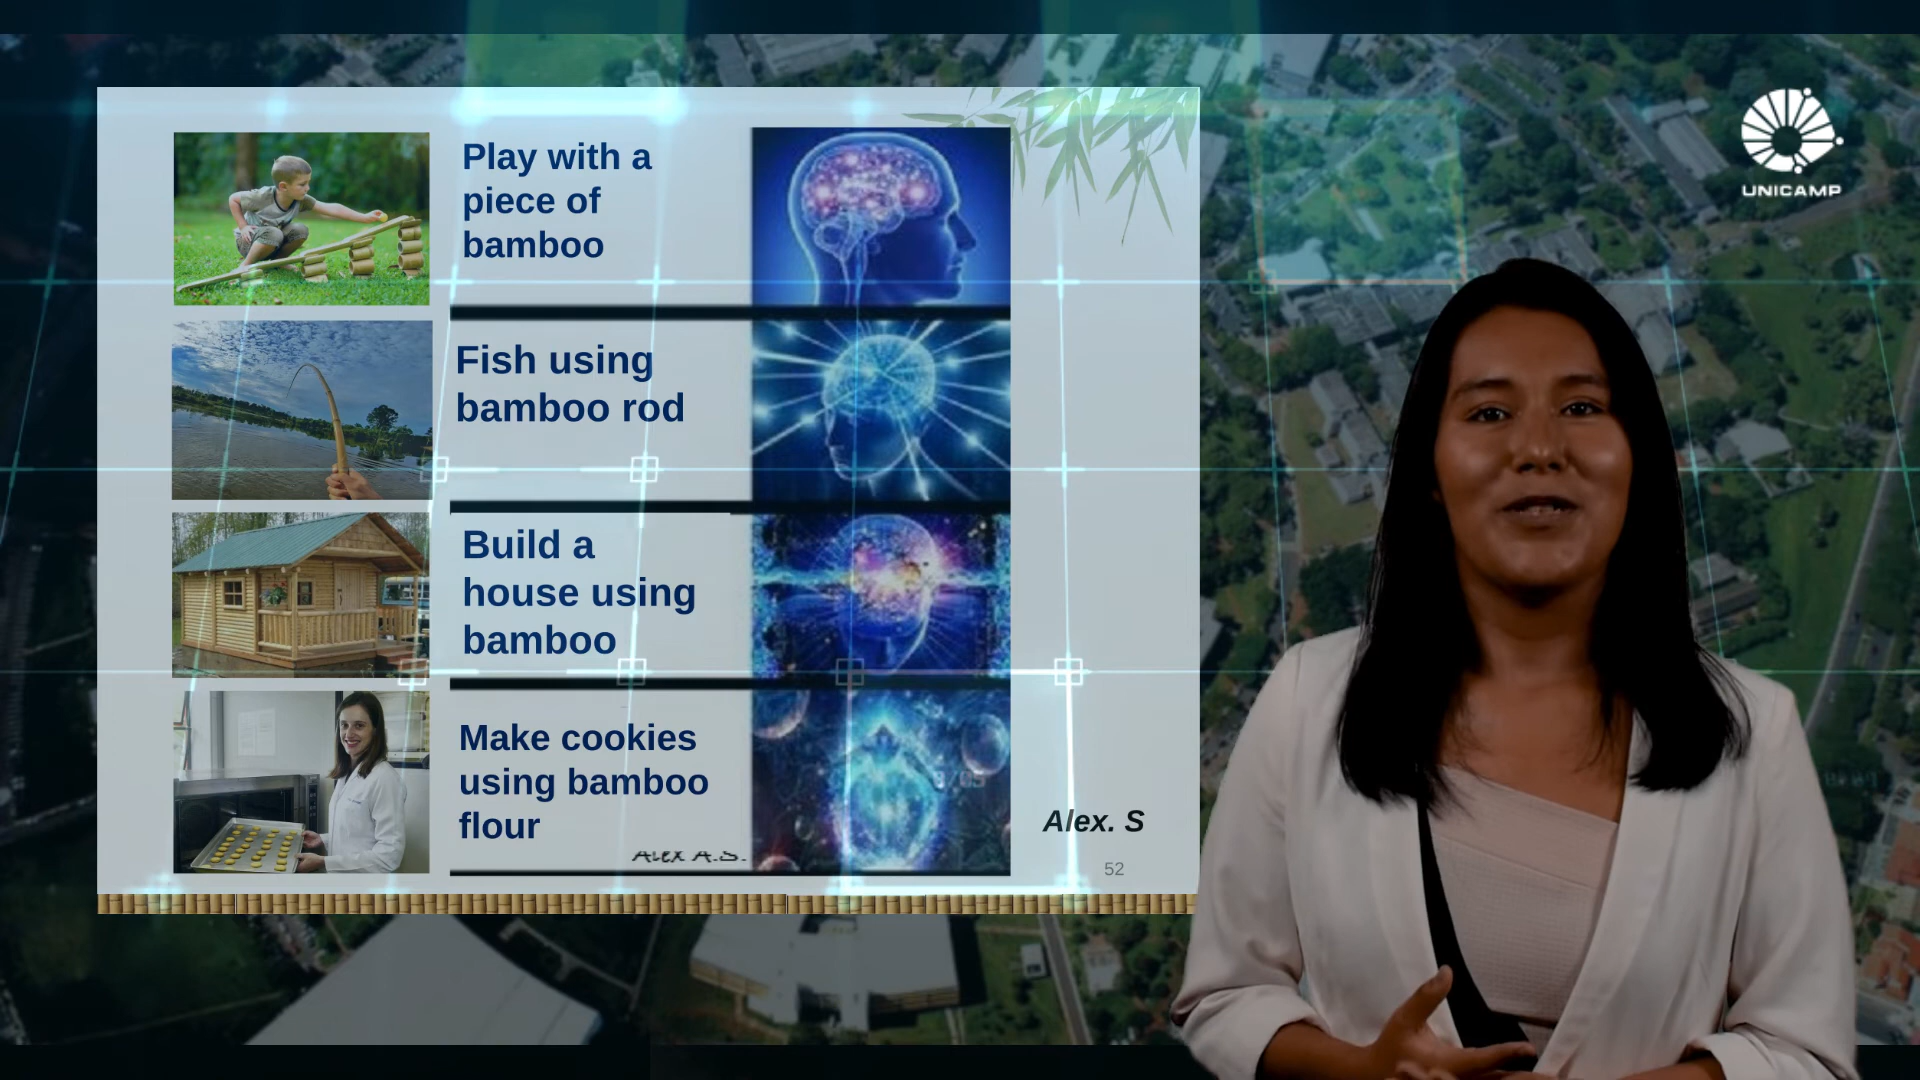 Play with a
piece of
bamboo
Fish using
bamboo rod
Build a
house using
bamboo
Make cookies
using bamboo
flour
ALEX A.S.
Alex. S
52
UNICAMP